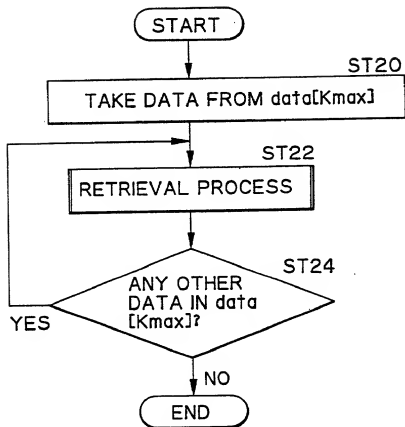 START
ST20
TAKE DATA FROM data[Kmax]
ST22
RETRIEVAL PROCESS
ST24
ANY OTHER
DATA IN data
[Kmax]?
YES
NO
END